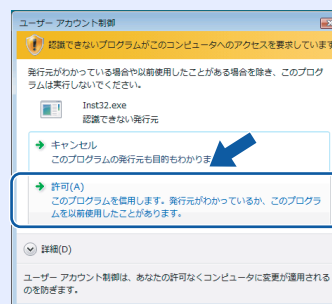 ユーザー アカウント制御
認識できないプログラムがこのコンピュータへのアクセスを要求しています
発行元がわかっている場合や以前使用したことがある場合を除き、このプログ
ラムは実行しないでください。
Inst32.exe
認識できない発行元
キャンセル
このプログラムの発行元も目的もわかりま
許可(A)
このプログラムを信用します。発行元がわかっているか、このプログラ
ムを以前使用したことがあります。
詳細(D)
ユーザー アカウント制御は、あなたの許可なくコンピュータに変更が適用される
のを防ぎます。